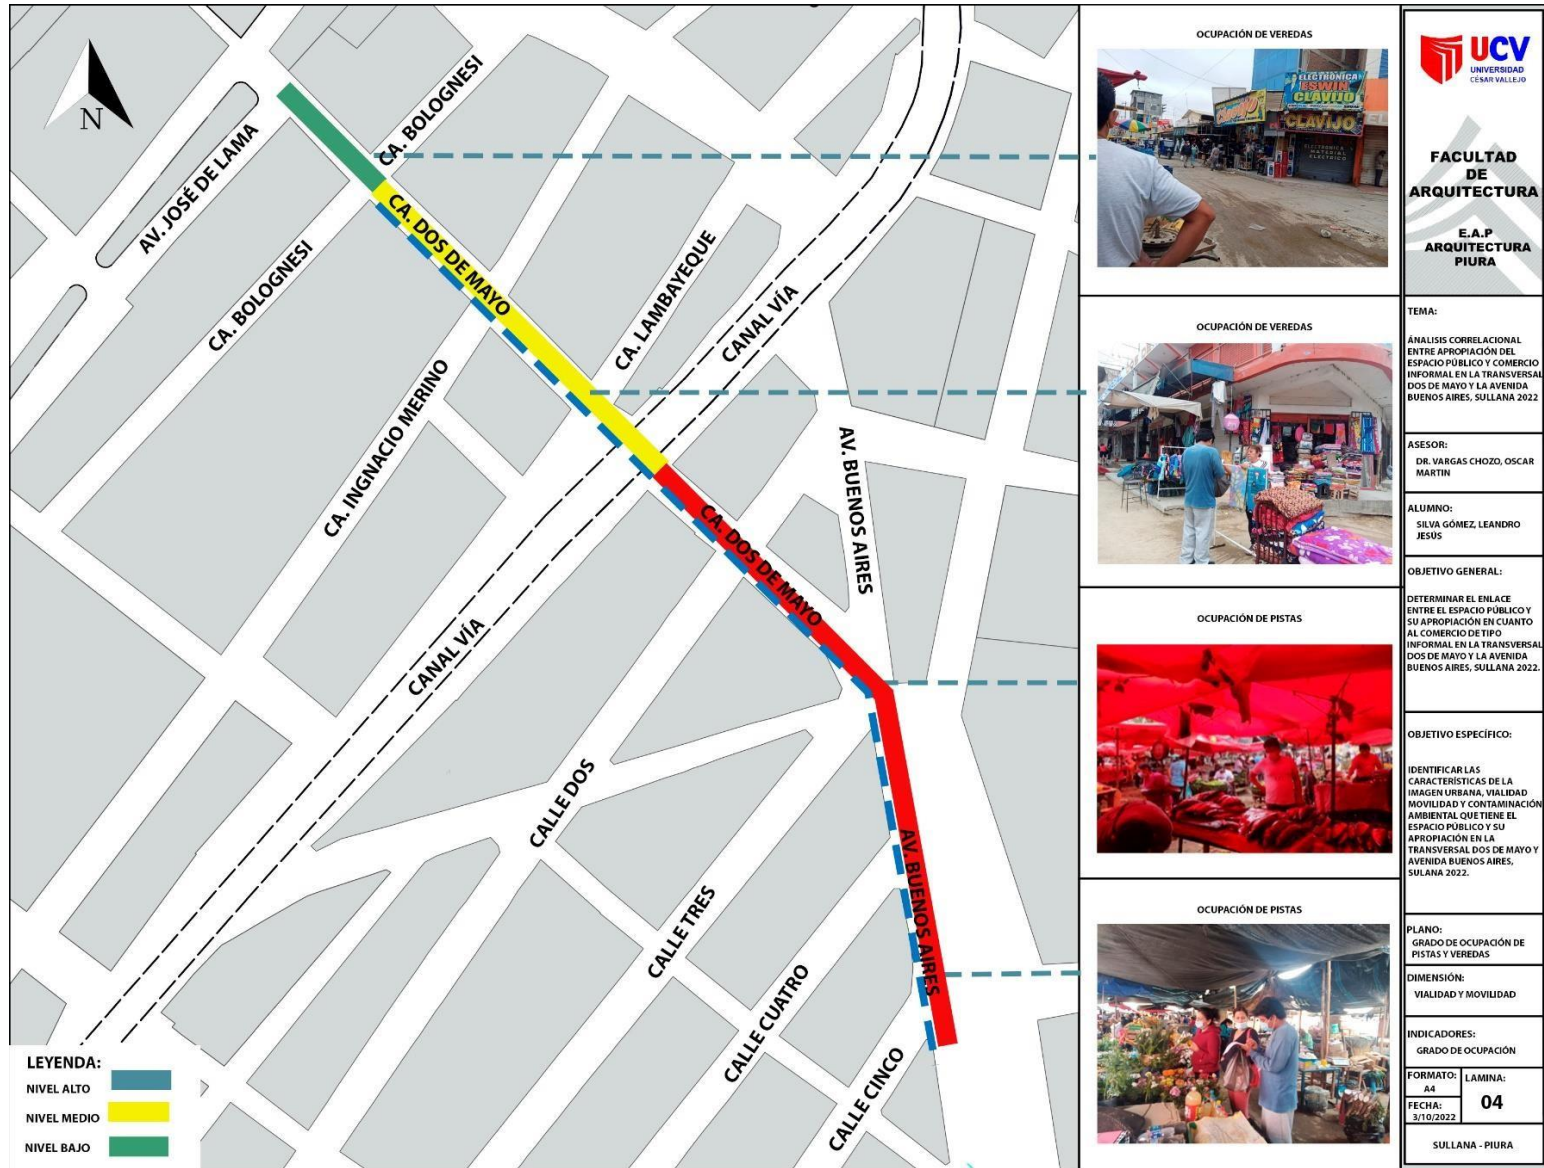 N
AV. JOSÉ DE LAMA
CA. BOLOGNESI
CA. BOLOGNESI
CA. DOS DE MAYO
CA. LAMBAYEQUE
CANAL VÍA
CA. INGNACIO MERINO
AV. BUENOS AIRES
CA. DOS DE MAYO
CANAL VÍA
CALLE DOS
AV. BUENOS AIRES
CALLE TRES
CALLE CUATRO
CALLE CINCO
LEYENDA:
NIVEL ALTO
NIVEL MEDIO
NIVEL BAJO
OCUPACIÓN DE VEREDAS
ELECTRONICA
ESWIN
CLAVIJO
Clavijo
CLAVIJO
ELECTRONICA
MATERIAL
ELECTRICO
OCUPACIÓN DE VEREDAS
OCUPACIÓN DE PISTAS
OCUPACIÓN DE PISTAS
UCV
UNIVERSIDAD
CÉSAR VALLEJO
FACULTAD
DE
ARQUITECTURA
E.A.P
ARQUITECTURA
PIURA
TEMA:
ÁNALISIS CORRELACIONAL
ENTRE APROPIACIÓN DEL
ESPACIO PÚBLICO Y COMERCIO
INFORMAL EN LA TRANSVERSAL
DOS DE MAYO Y LA AVENIDA
BUENOS AIRES, SULLANA 2022
ASESOR:
DR. VARGAS CHOZO, OSCAR
MARTIN
ALUMNO:
SILVA GÓMEZ, LEANDRO
JESÚS
OBJETIVO GENERAL:
DETERMINAR EL ENLACE
ENTRE EL ESPACIO PÚBLICO Y
SU APROPIACIÓN EN CUANTO
AL COMERCIO DE TIPO
INFORMAL EN LA TRANSVERSAL
DOS DE MAYO Y LA AVENIDA
BUENOS AIRES, SULLANA 2022.
OBJETIVO ESPECÍFICO:
IDENTIFICAR LAS
CARACTERÍSTICAS DE LA
IMAGEN URBANA, VIALIDAD
MOVILIDAD Y CONTAMINACIÓN
AMBIENTAL QUE TIENE EL
ESPACIO PÚBLICO Y SU
APROPIACIÓN EN LA
TRANSVERSAL DOS DE MAYO Y
AVENIDA BUENOS AIRES,
SULANA 2022.
PLANO:
GRADO DE OCUPACIÓN DE
PISTAS Y VEREDAS
DIMENSIÓN:
VIALIDAD Y MOVILIDAD
INDICADORES:
GRADO DE OCUPACIÓN
FORMATO:
A4
LAMINA:
04
FECHA:
3/10/2022
SULLANA - PIURA